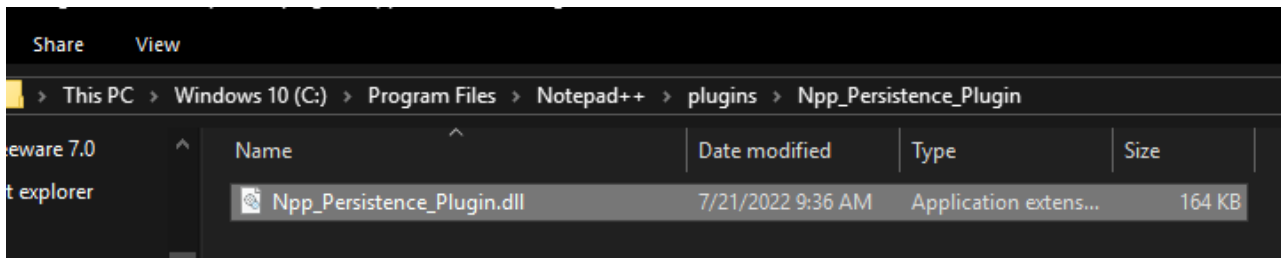 Share View
This PC > Windows 10 (C:) > Program Files > Notepad++ > plugins > Npp_Persistence_Plugin
eware 7.0
Name Date modified Type Size
t explorer
Npp_Persistence_Plugin.dll 7/21/2022 9:36 AM Application extens... 164 KB